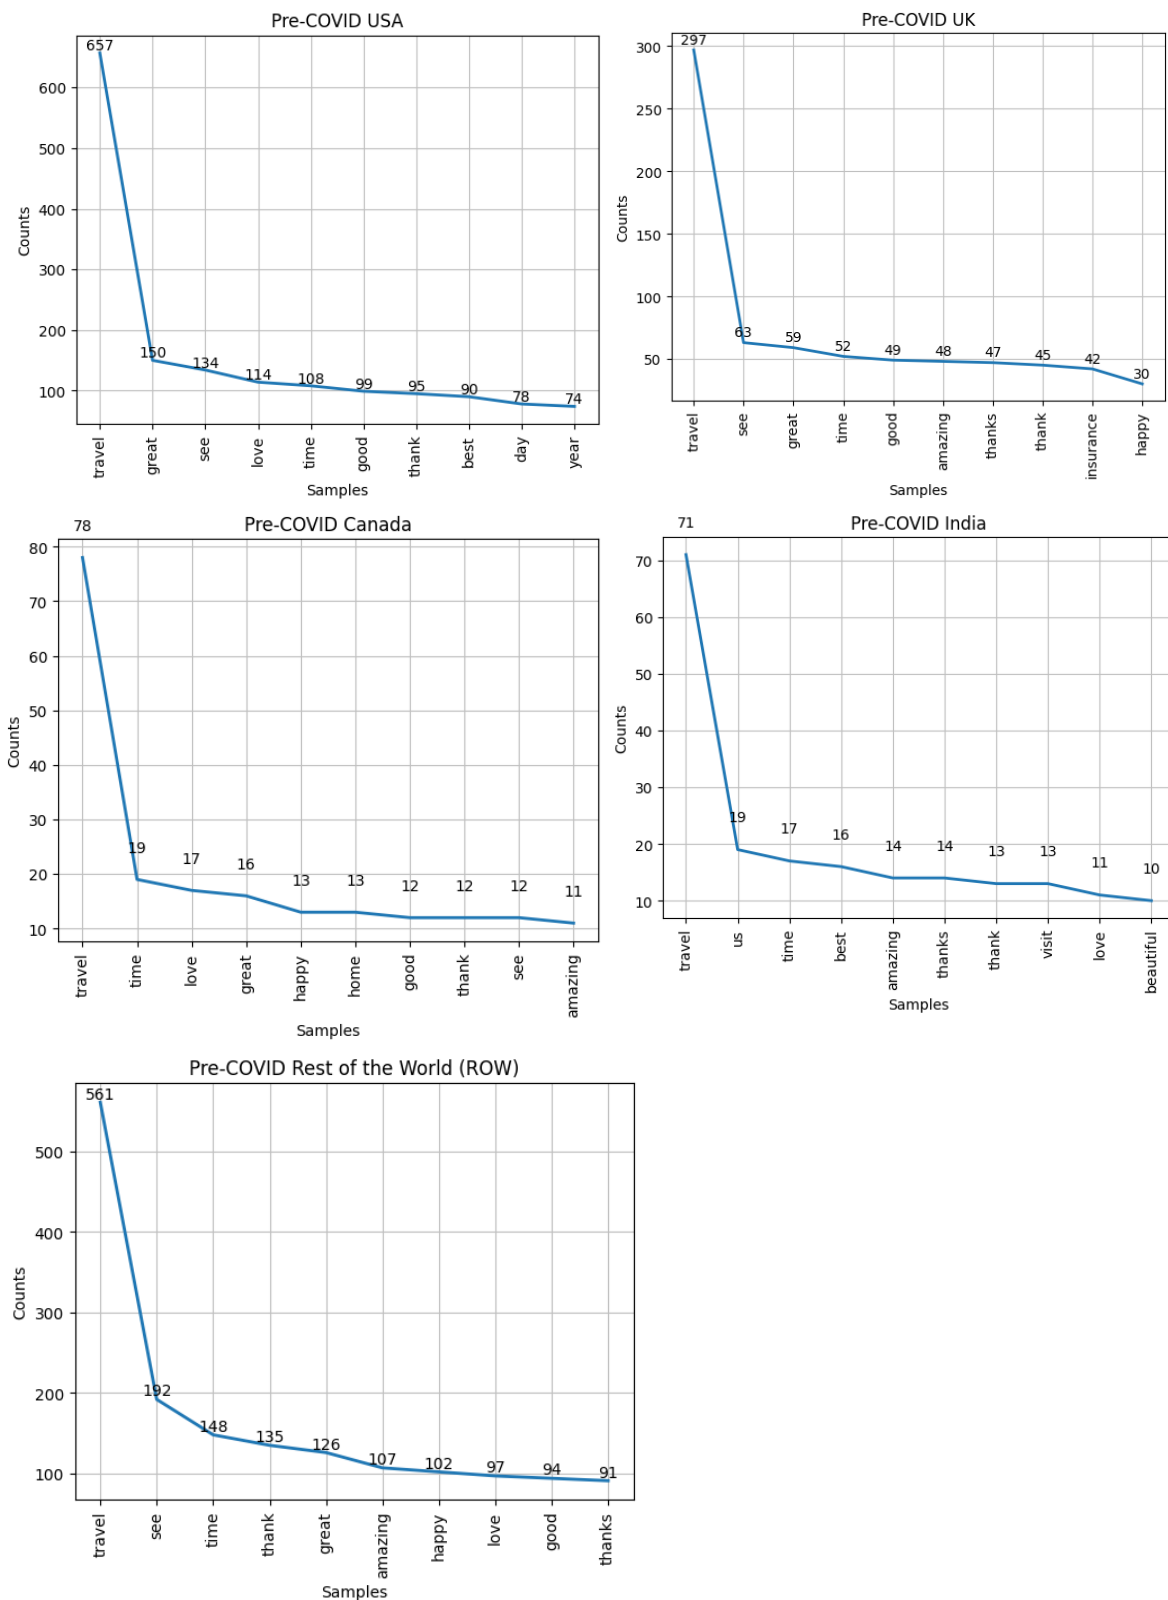 Pre-COVID USA
657
600
500
400
300
200
100
150
134
114
108
99
95
90
78
74
Counts
travel
great
see
love
time
good
thank
best
day
year
Samples
Pre-COVID UK
297
300
250
200
150
100
50
63
59
52
49
48
47
45
42
30
Counts
travel
see
great
time
good
amazing
thanks
thank
insurance
happy
Samples
Pre-COVID Canada
78
80
70
60
50
40
30
20
10
19
17
16
13
13
12
12
12
11
Counts
travel
time
love
great
happy
home
good
thank
see
amazing
Samples
Pre-COVID India
71
70
60
50
40
30
20
10
19
17
16
14
14
13
13
11
10
Counts
travel
us
time
best
amazing
thanks
thank
visit
love
beautiful
Samples
Pre-COVID Rest of the World (ROW)
561
500
400
300
200
100
192
148
135
126
107
102
97
94
91
Counts
travel
see
time
thank
great
amazing
happy
love
good
thanks
Samples